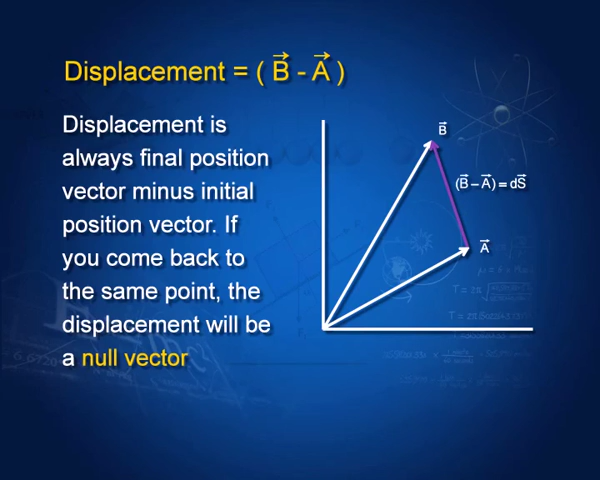 Displacement = ( B⃗ - A⃗ )
Displacement is
always final position
vector minus initial
position vector. If
you come back to
the same point, the
displacement will be
a null vector
B⃗
(B⃗ – A⃗) = dS⃗
A⃗